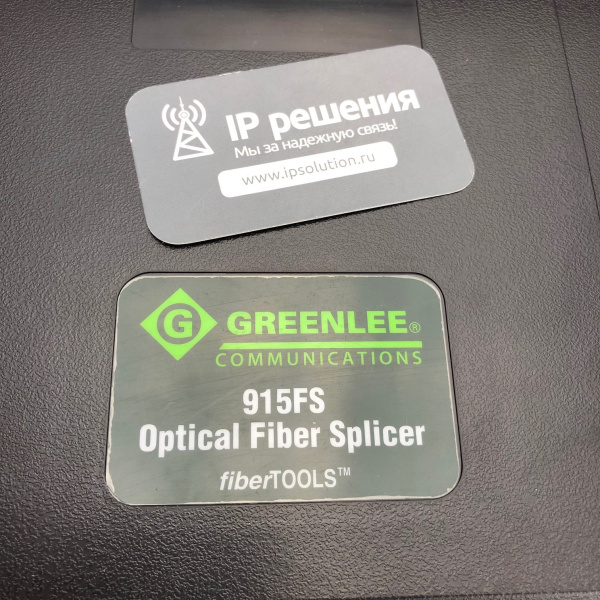 IP решения
Мы за надежную связь!
www.ipsolution.ru
G GREENLEE®
COMMUNICATIONS
915FS
Optical Fiber Splicer
fiberTOOLS™